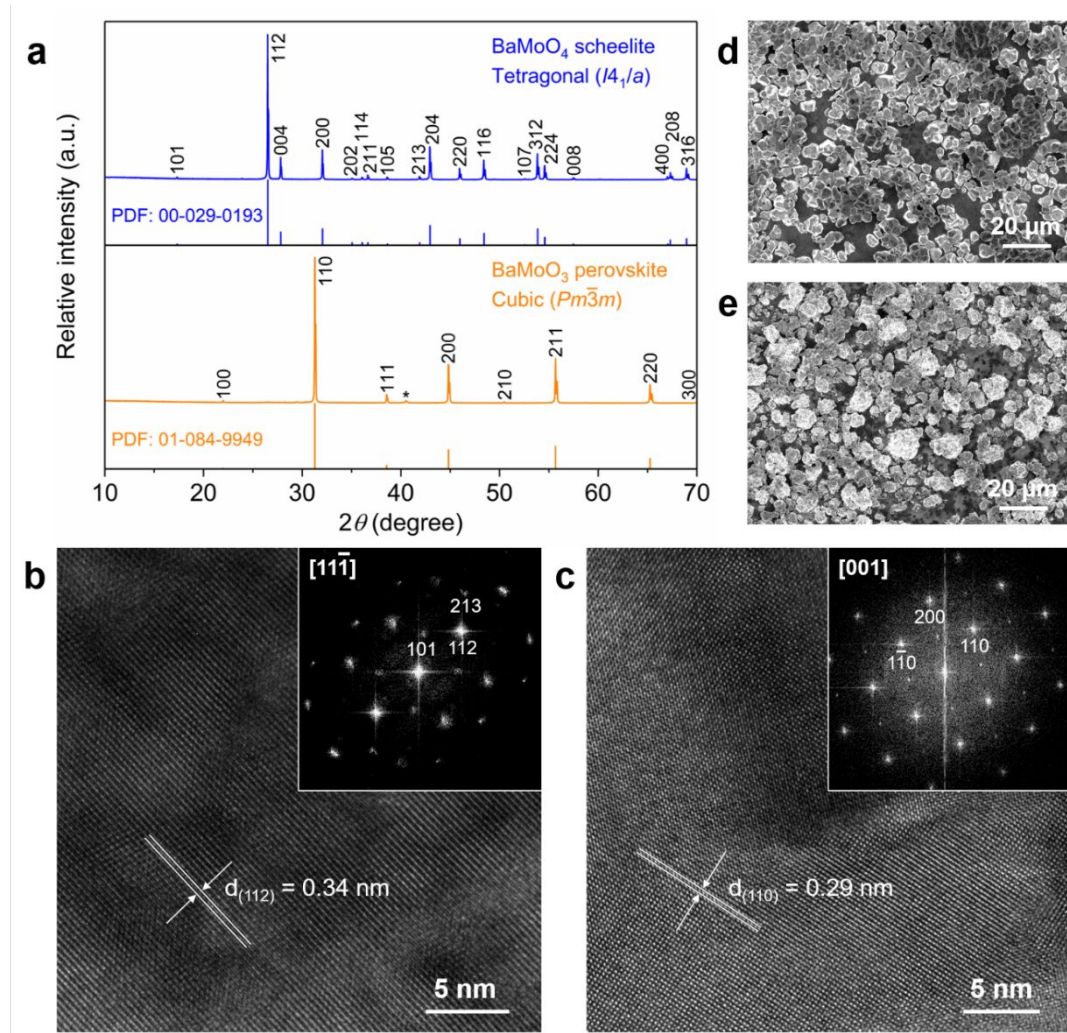 a
Relative intensity (a.u.)
BaMoO₄ scheelite
Tetragonal (I4₁/a)
101
112
004
200
202
114
211
105
213
204
220
116
107
312
224
008
400
208
316
PDF: 00-029-0193
BaMoO₃ perovskite
Cubic (Pm3̅m)
100
110
111
*
200
210
211
220
300
PDF: 01-084-9949
10 20 30 40 50 60 70
2θ (degree)
d
20 µm
e
20 µm
b
[111̅]
213
101
112
d(112) = 0.34 nm
5 nm
c
[001]
200
110
11̅0
d(110) = 0.29 nm
5 nm